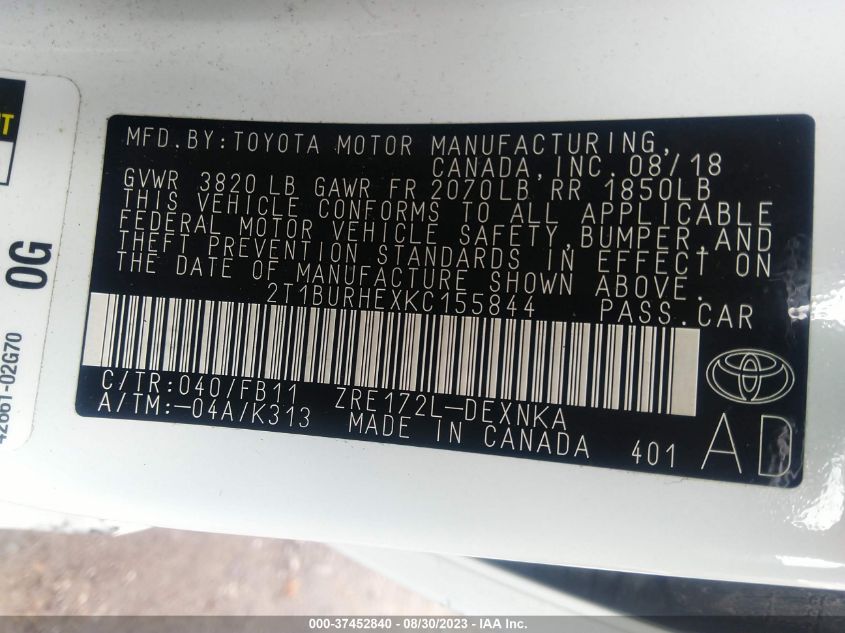 MFD.BY:TOYOTA MOTOR MANUFACTURING,
CANADA,INC. 08/18
GVWR 3820LB GAWR FR 2070LB RR 1850LB
THIS VEHICLE CONFORMS TO ALL APPLICABLE
FEDERAL MOTOR VEHICLE SAFETY,BUMPER,AND
THEFT PREVENTION STANDARDS IN EFFECT ON
THE DATE OF MANUFACTURE SHOWN ABOVE.
2T1BURHEXKC155844 PASS.CAR
C/TR:040/FB11 ZRE172L-DEXNKA
A/TM:-04A/K313 MADE IN CANADA 401
AD
0G
42661-02G70
000-37452840 - 08/30/2023 - IAA Inc.